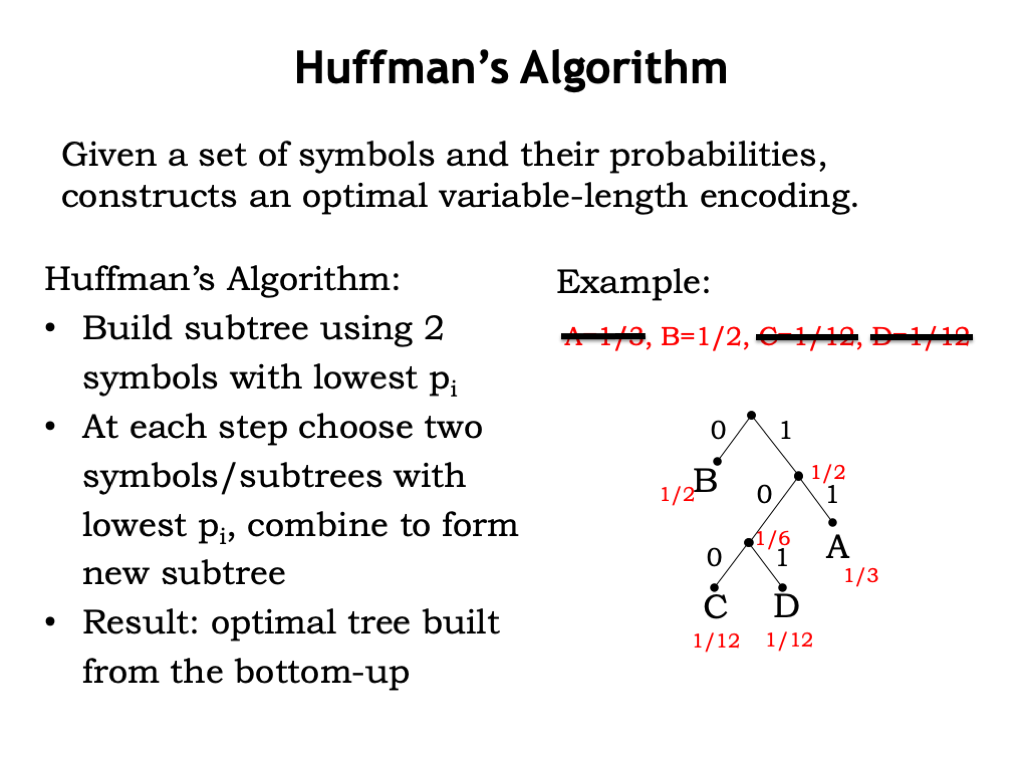 Huffman’s Algorithm
Given a set of symbols and their probabilities,
constructs an optimal variable-length encoding.
Huffman’s Algorithm:
• Build subtree using 2
symbols with lowest pᵢ
• At each step choose two
symbols/subtrees with
lowest pᵢ, combine to form
new subtree
• Result: optimal tree built
from the bottom-up
Example:
A=1/3, B=1/2, C=1/12, D=1/12
0 1
B 1/2
1/2 0 1
1/6 A
0 1
1/3
C D
1/12 1/12